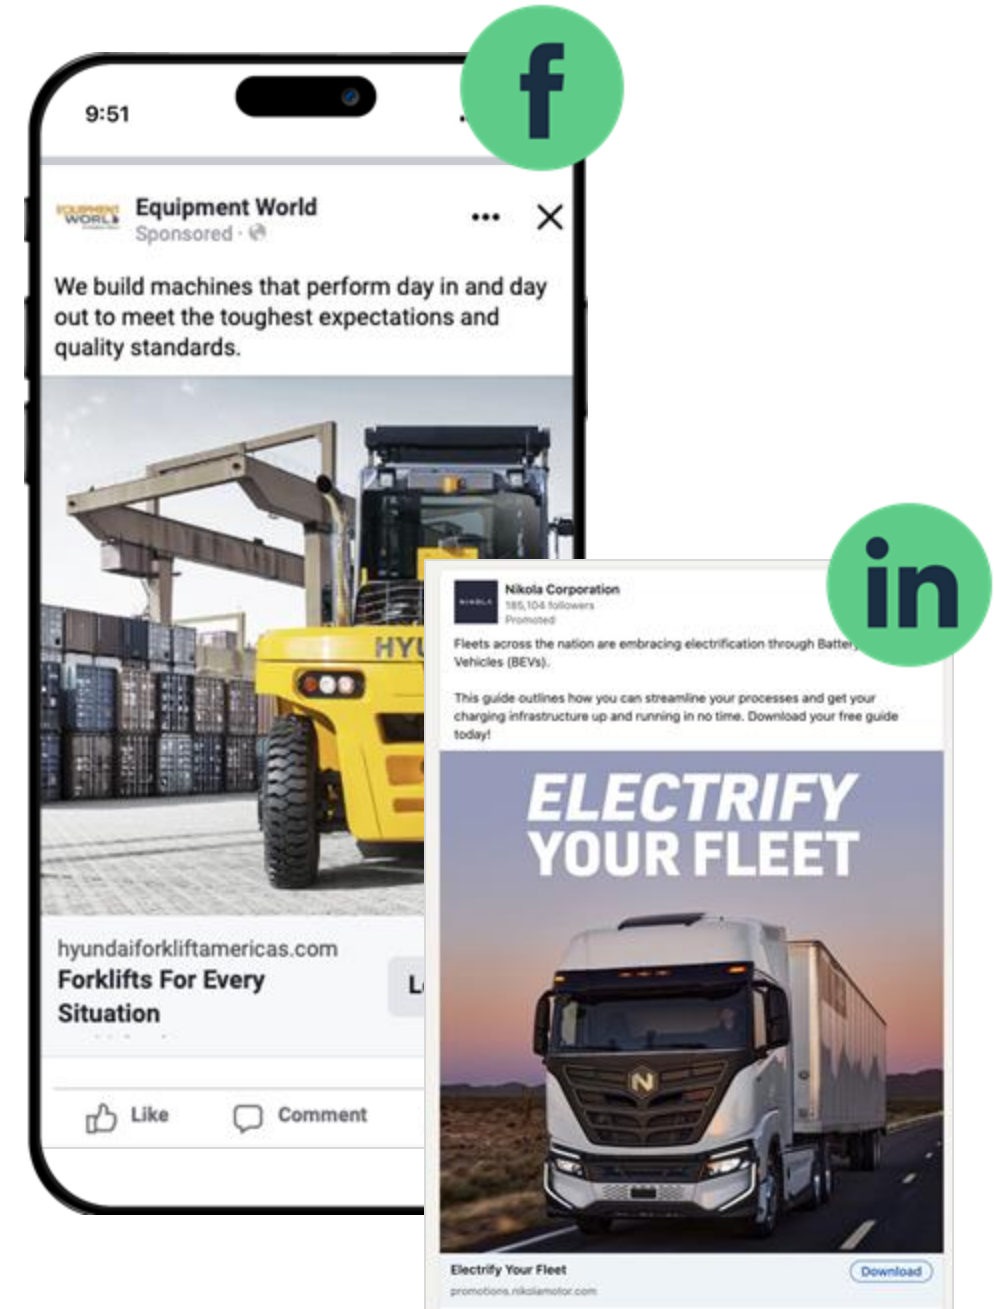 f
9:51
EQUIPMENT
WORLD
Equipment World
Sponsored ·
We build machines that perform day in and day
out to meet the toughest expectations and
quality standards.
HYU
hyundaiforkliftamericas.com
Forklifts For Every
Situation
Like
Comment
in
NIKOLA
Nikola Corporation
185,104 followers
Promoted
Fleets across the nation are embracing electrification through Battery
Vehicles (BEVs).
This guide outlines how you can streamline your processes and get your
charging infrastructure up and running in no time. Download your free guide
today!
ELECTRIFY
YOUR FLEET
N
Electrify Your Fleet
Download
promotions.nikolamotor.com